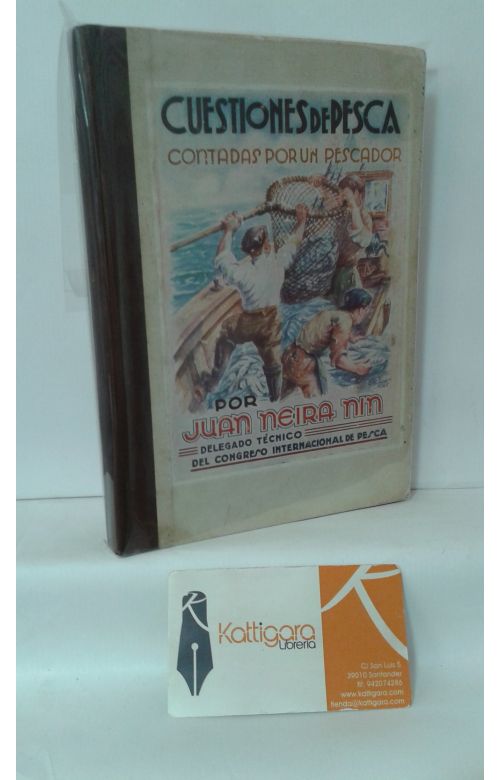 CUESTIONES DE PESCA
CONTADAS POR UN PESCADOR
POR
JUAN NEIRA NIN
DELEGADO TÉCNICO
DEL CONGRESO INTERNACIONAL DE PESCA
Kattigara
Librería
C/ San Luis 5
39010 Santander
tlf: 942074286
www.kattigara.com
tienda@kattigara.com